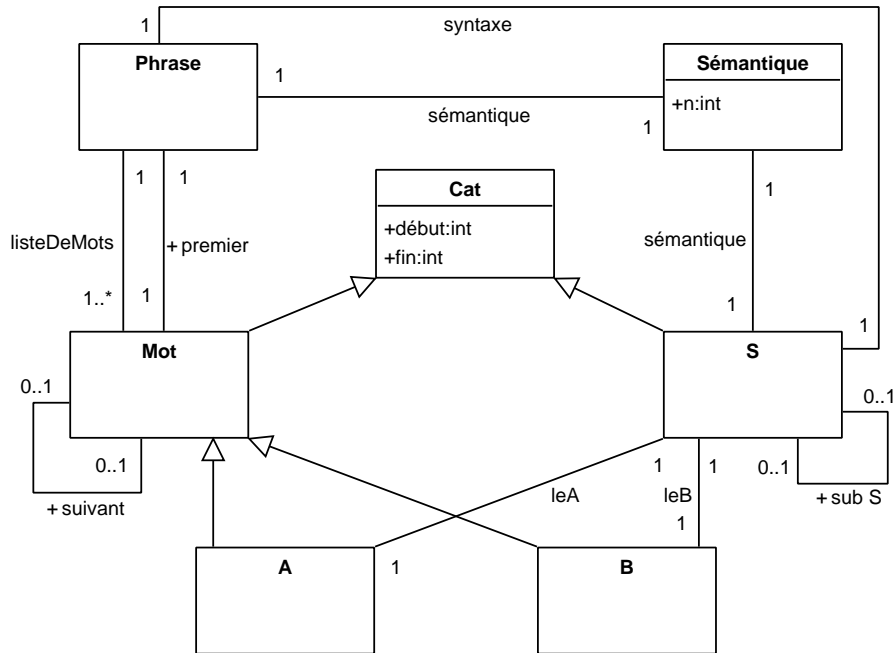 1
syntaxe
Phrase
1
Sémantique
+n:int
sémantique
1
1
1
Cat
1
+début:int
+fin:int
listeDeMots
+ premier
sémantique
1..*
1
1
1
Mot
S
0..1
0..1
0..1
1
1
0..1
+ suivant
leA
leB
+ sub S
1
A
1
B